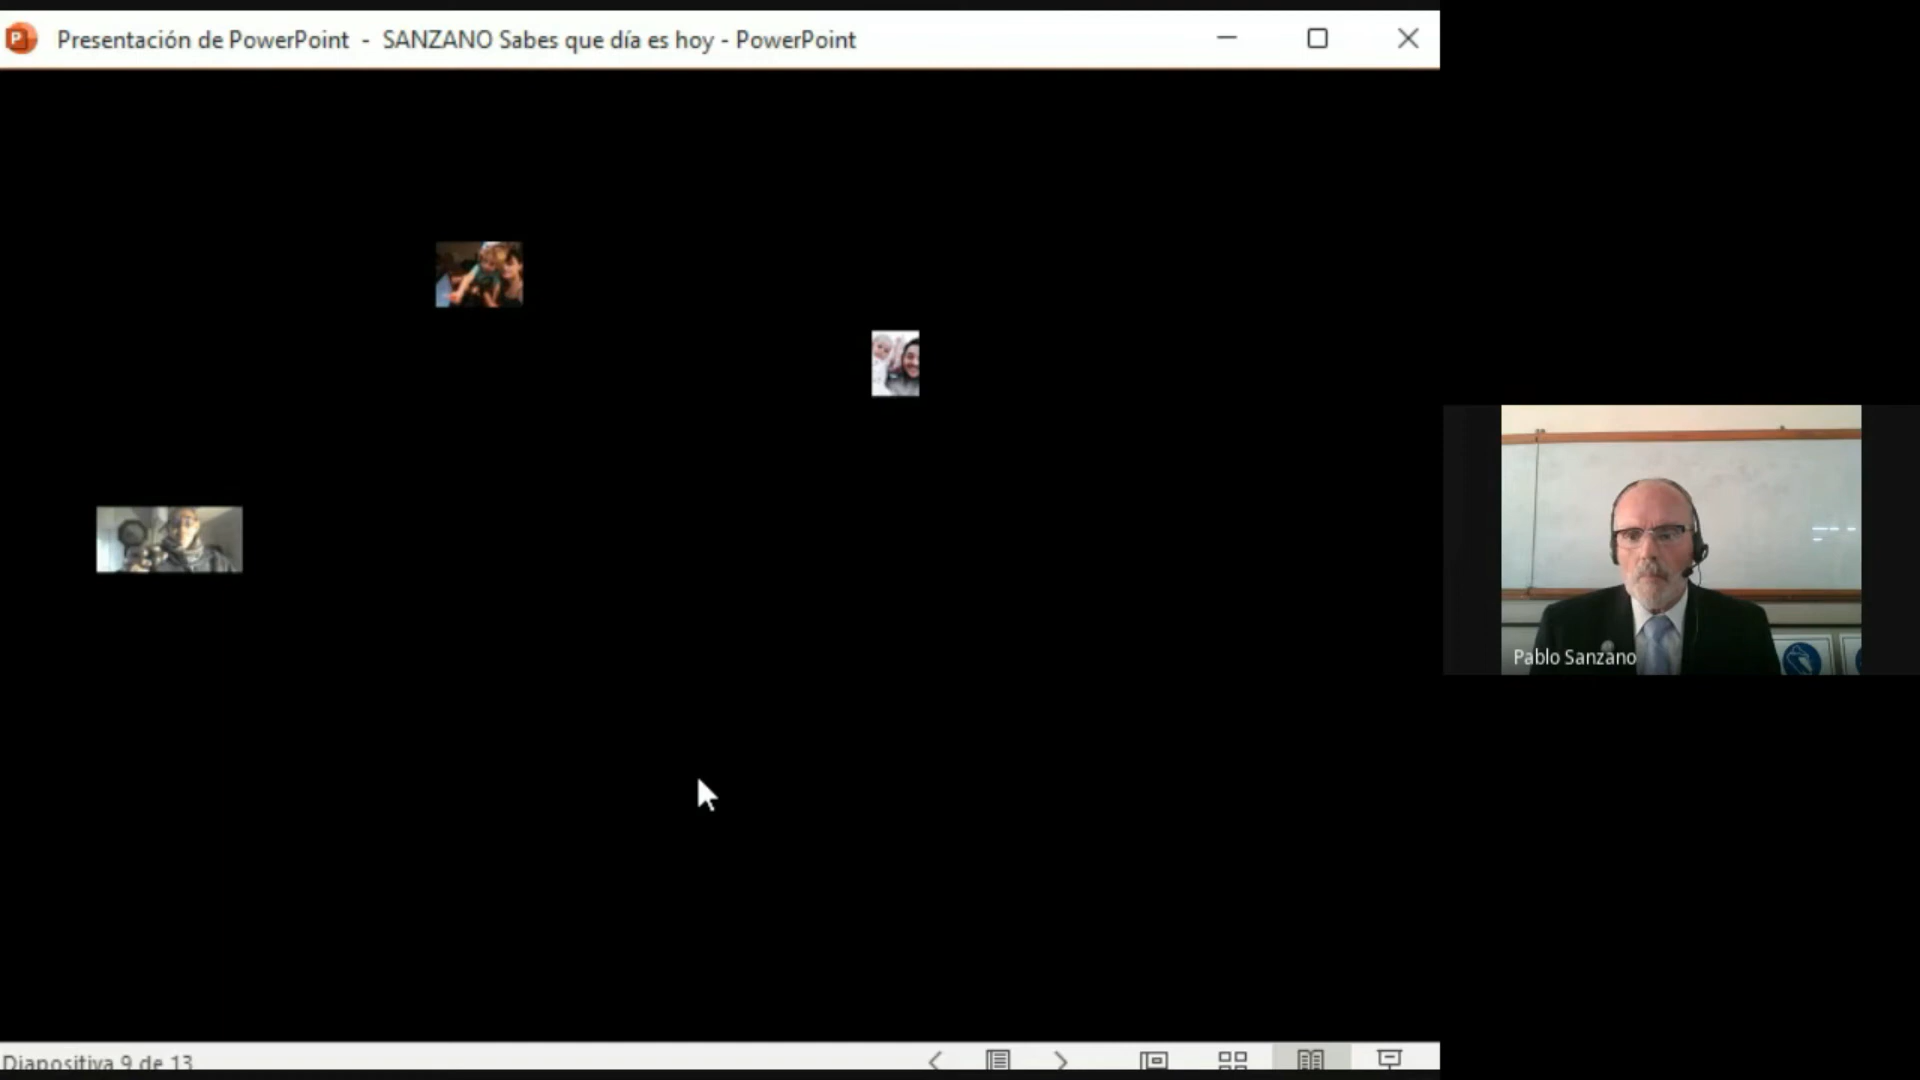 Presentación de PowerPoint - SANZANO Sabes que día es hoy - PowerPoint
Pablo Sanzano
Diapositiva 9 de 13